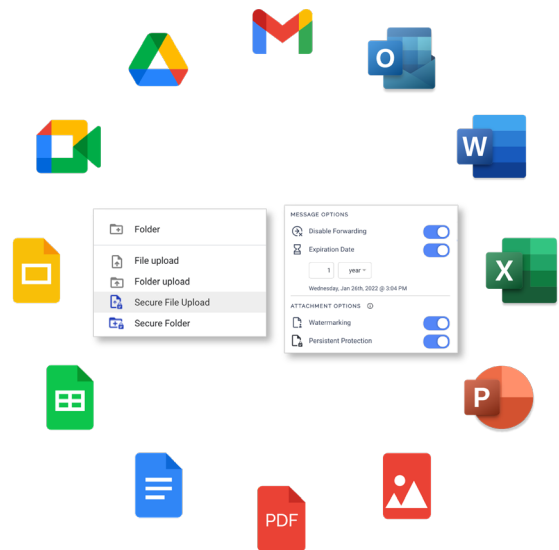 O
W
Folder
File upload
Folder upload
Secure File Upload
Secure Folder
MESSAGE OPTIONS
Disable Forwarding
Expiration Date
1 year
Wednesday, Jan 26th, 2022 @ 3:04 PM
ATTACHMENT OPTIONS
Watermarking
Persistent Protection
X
P
PDF